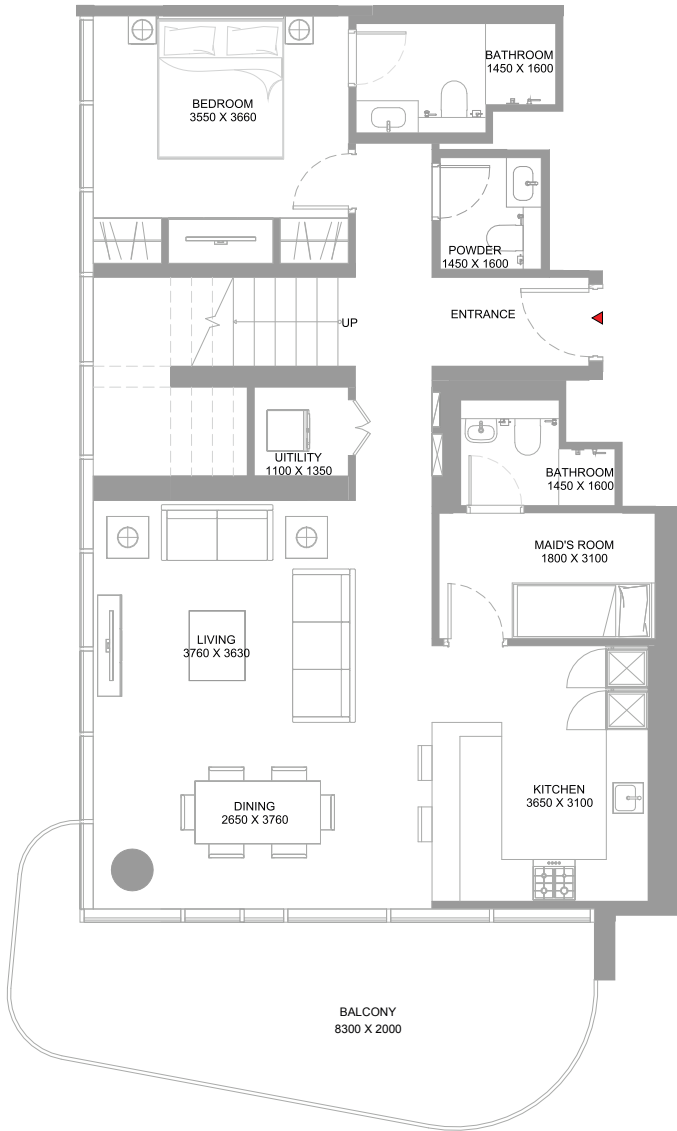 BATHROOM
1450 X 1600
BEDROOM
3550 X 3660
POWDER
1450 X 1600
ENTRANCE
UP
UITILITY
1100 X 1350
BATHROOM
1450 X 1600
MAID'S ROOM
1800 X 3100
LIVING
3760 X 3630
KITCHEN
3650 X 3100
DINING
2650 X 3760
BALCONY
8300 X 2000